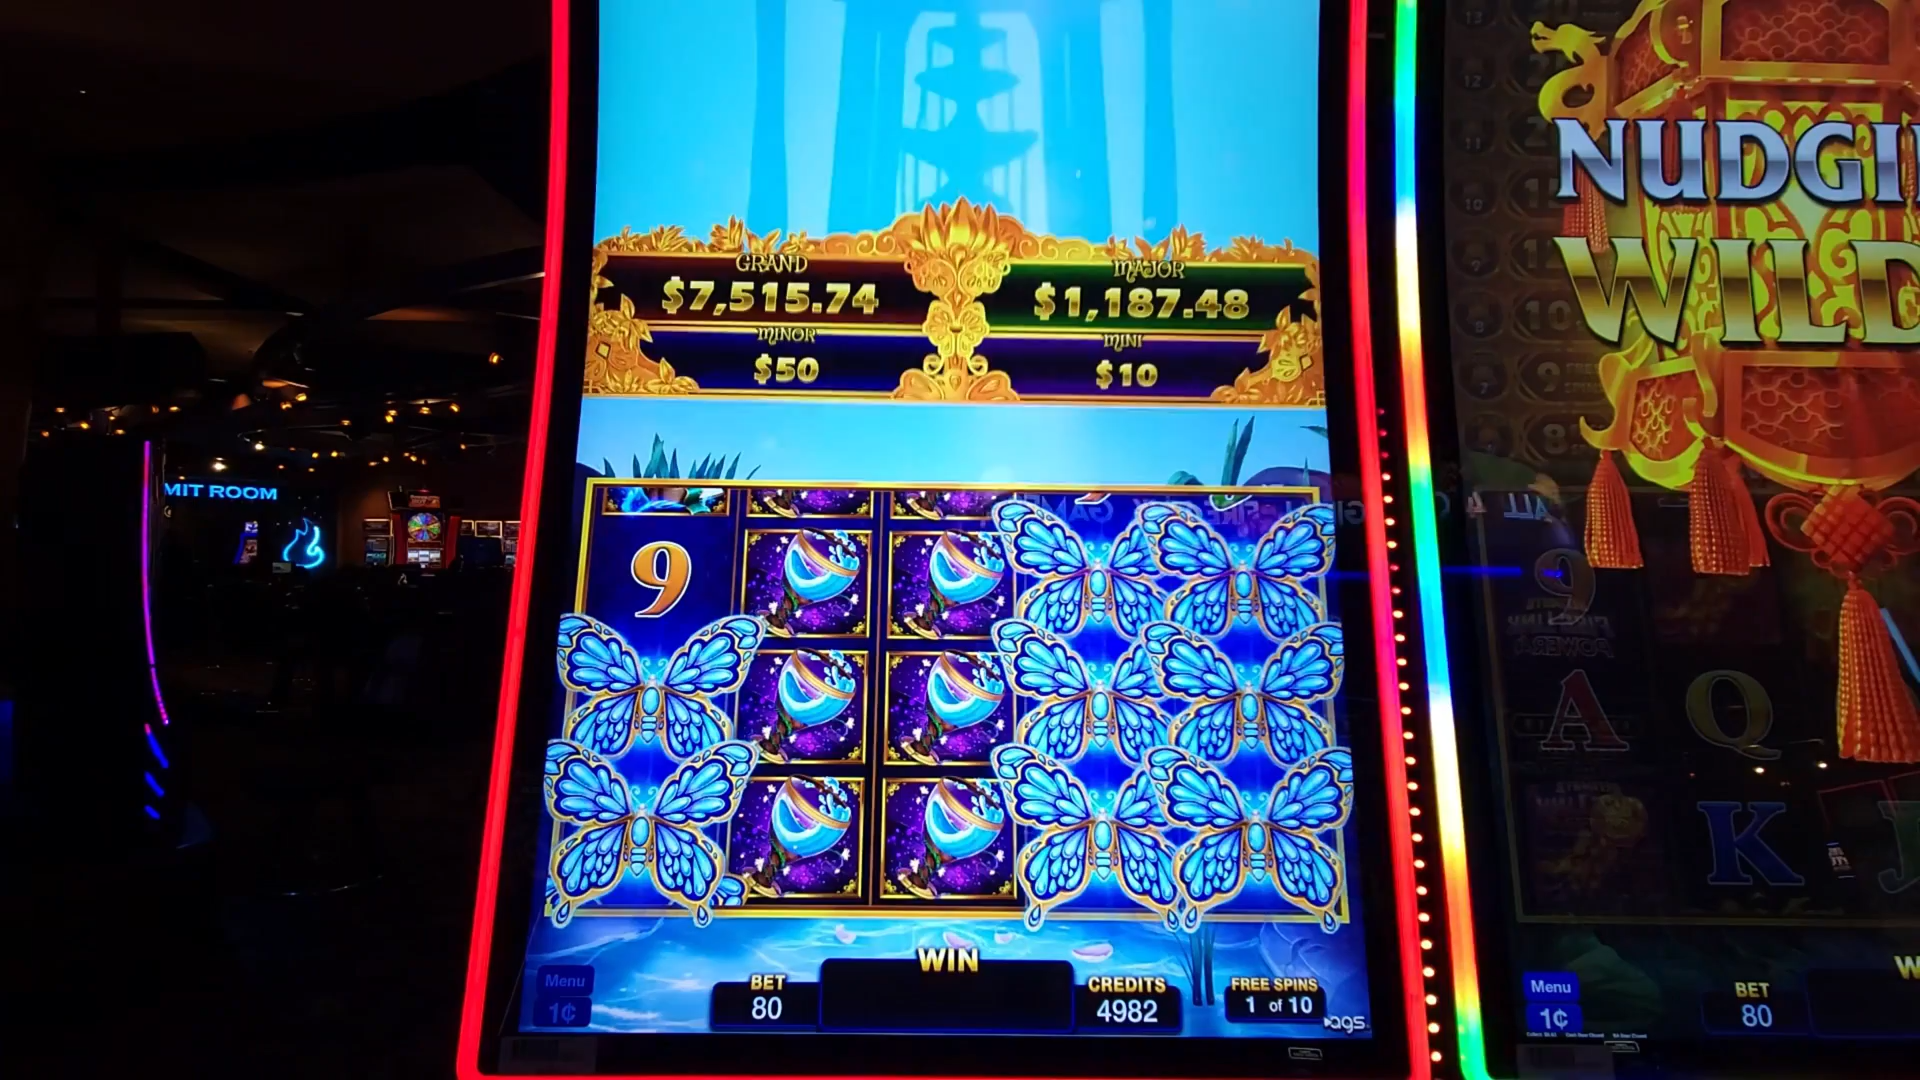 GRAND
$7,515.74
MAJOR
$1,187.48
MINOR
$50
MINI
$10
9
WIN
Menu
1¢
BET
80
CREDITS
4982
FREE SPINS
1 of 10
ags
MIT ROOM
NUDGI
WILD
A
Q
K
J
W
Menu
1¢
BET
80